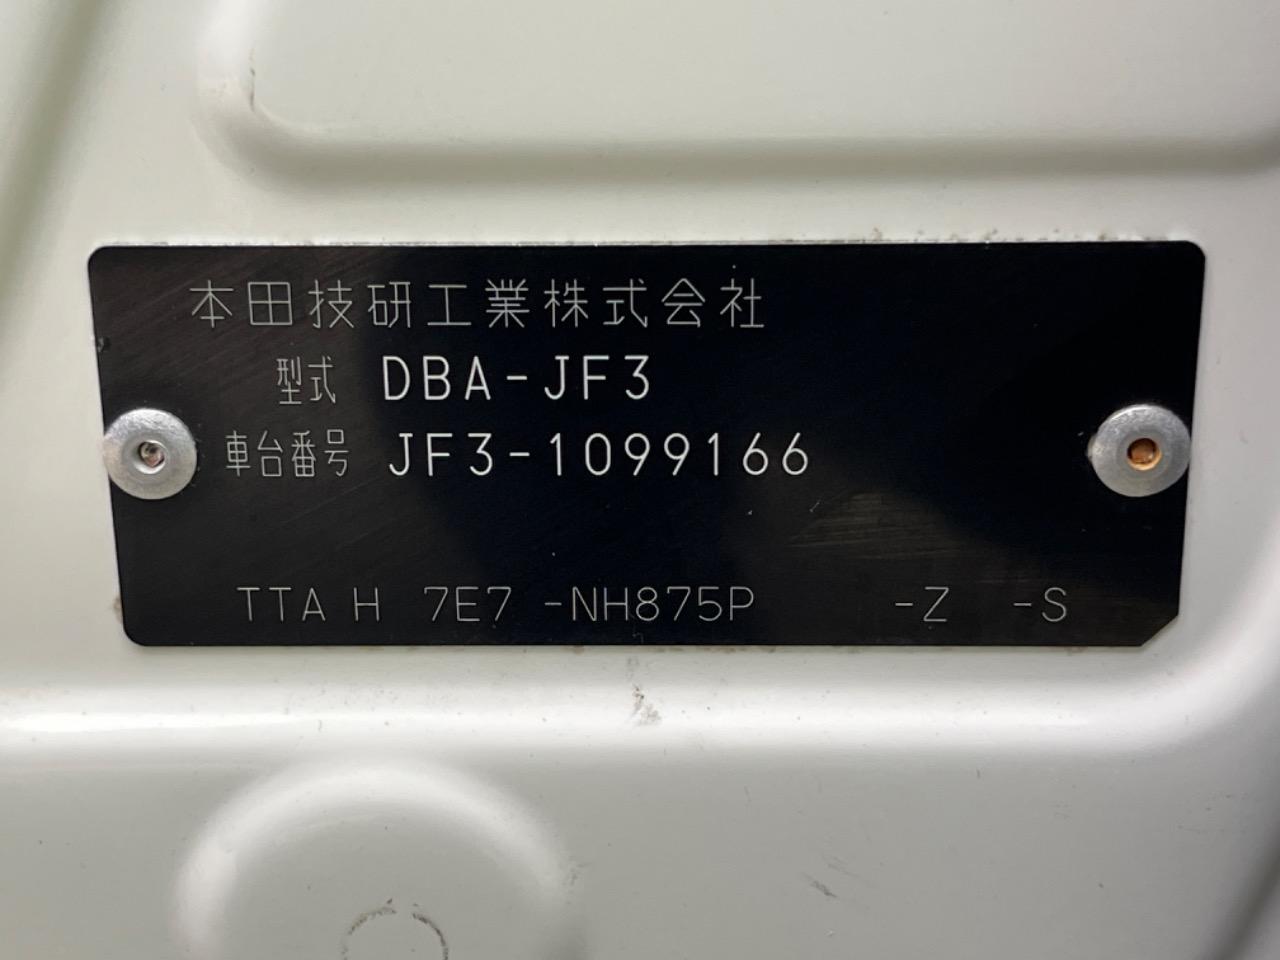 本田技研工業株式会社
型式 DBA-JF3
車台番号 JF3-1099166
TTA H 7E7 -NH875P -Z -S